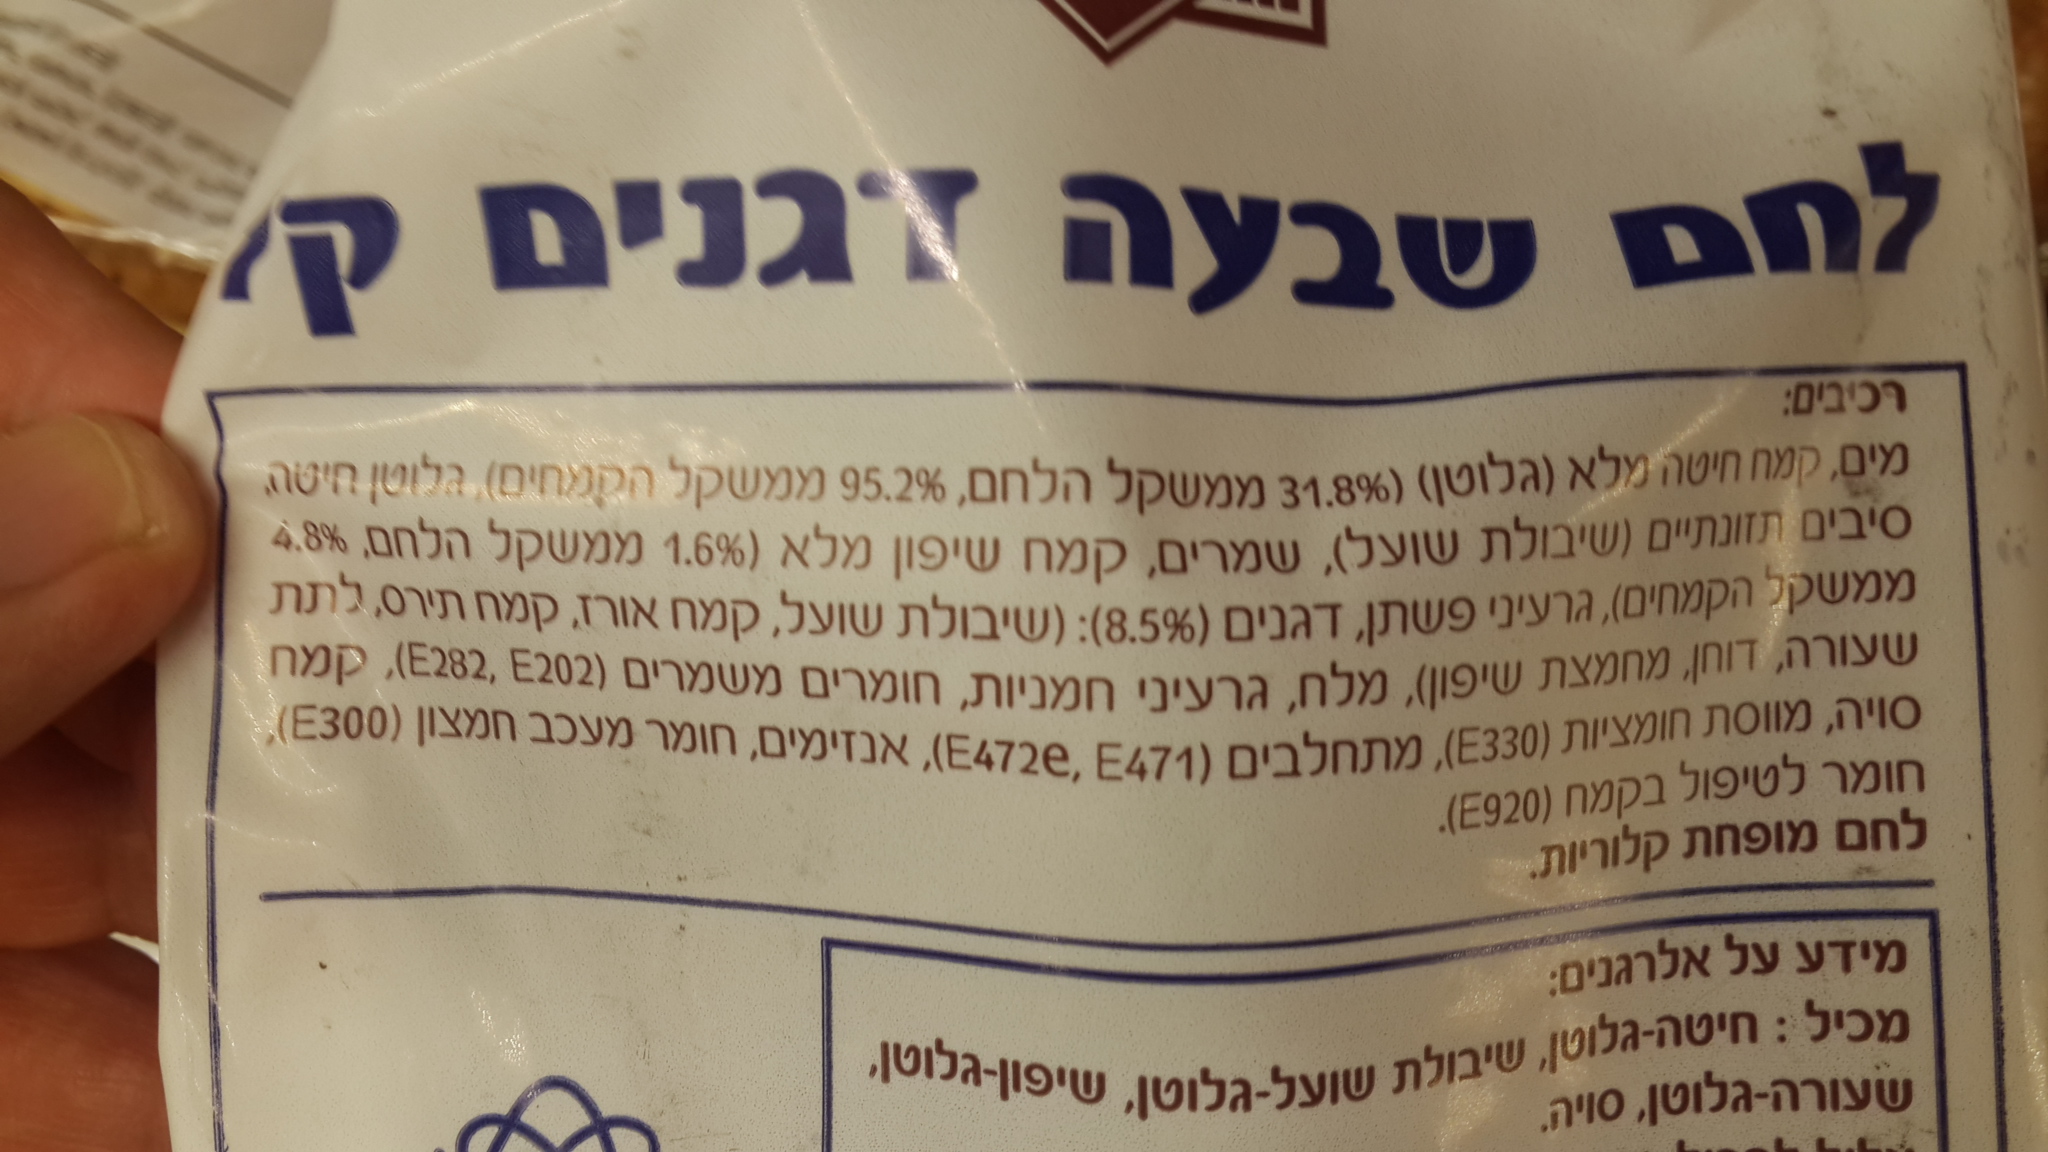 לחם שבעה דגנים קל
רכיבים:
מים, קמח חיטה מלא (גלוטן) (31.8% ממשקל הלחם, 95.2% ממשקל הקמחים), גלוטן חיטה,
סיבים תזונתיים (שיבולת שועל), שמרים, קמח שיפון מלא (1.6% ממשקל הלחם, 4.8%
ממשקל הקמחים), גרעיני פשתן, דגנים (8.5%): (שיבולת שועל, קמח אורז, קמח תירס, לתת
שעורה, דוחן, מחמצת שיפון), מלח, גרעיני חמניות, חומרים משמרים (E282, E202), קמח
סויה, מווסת חומציות (E330), מתחלבים (E472e, E471), אנזימים, חומר מעכב חמצון (E300),
חומר לטיפול בקמח (E920).
לחם מופחת קלוריות.
מידע על אלרגנים:
מכיל : חיטה-גלוטן, שיבולת שועל-גלוטן, שיפון-גלוטן,
שעורה-גלוטן, סויה.